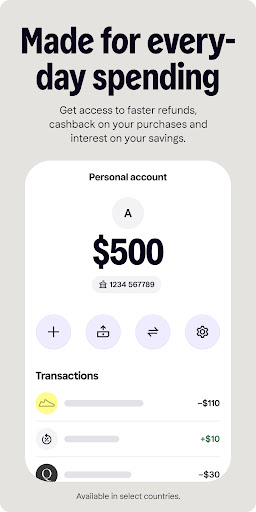 Made for every-
day spending
Get access to faster refunds,
cashback on your purchases and
interest on your savings.
Personal account
A
$500
1234 567789
Transactions
–$110
+$10
Q
–$30
Available in select countries.